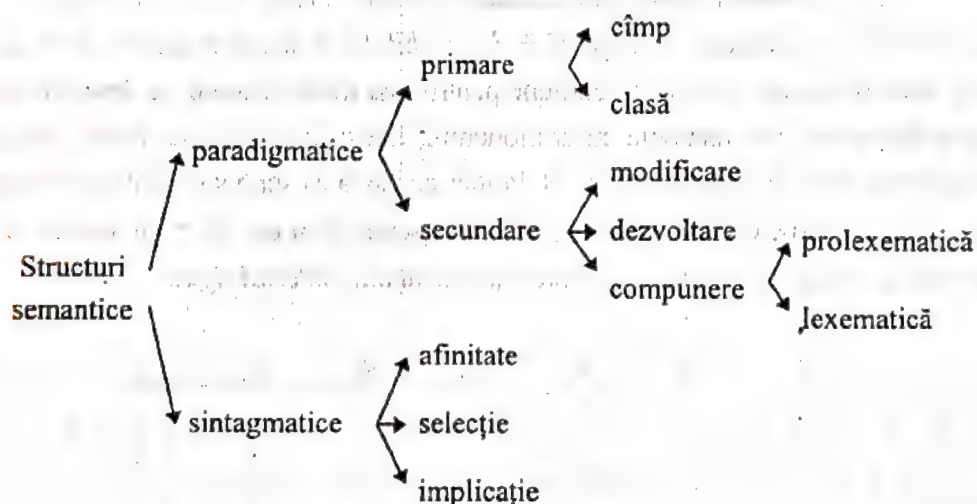 cîmp
primare
clasă
paradigmatice
modificare
secundare
dezvoltare
prolexematică
Structuri
semantice
compunere
lexematică
afinitate
sintagmatice
selecţie
implicaţie